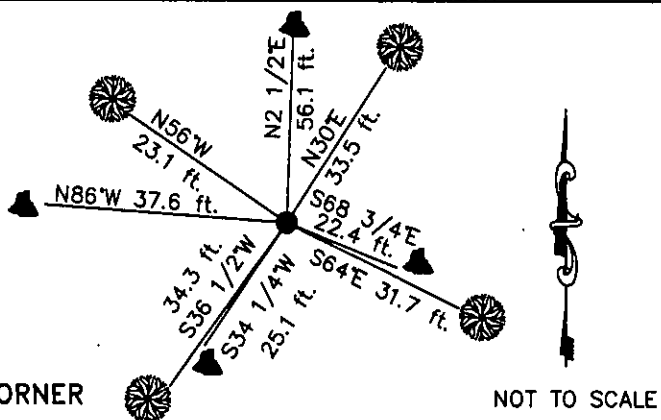 N2 1/2°E
56.1 ft.
N30°E
33.5 ft.
N56°W
23.1 ft.
N86°W 37.6 ft.
S68 3/4°E
22.4 ft.
S64°E 31.7 ft.
34.3 ft.
S36 1/2°W
S34 1/4°W
25.1 ft.
ORNER
NOT TO SCALE